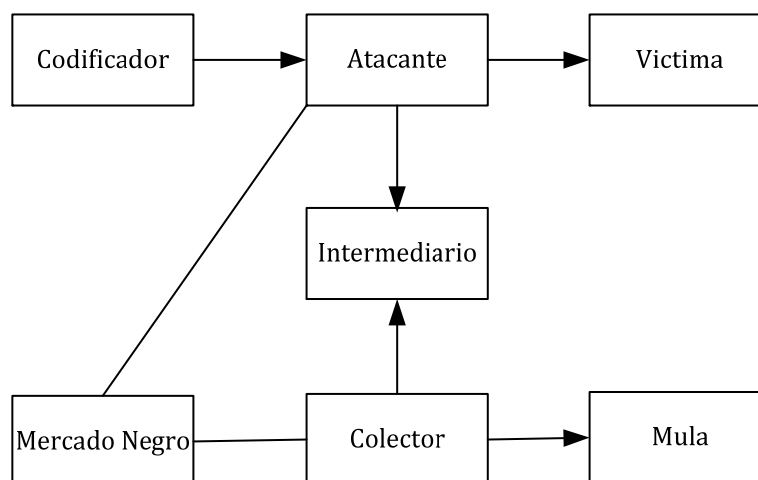 Codificador
Atacante
Victima
Intermediario
Mercado Negro
Colector
Mula